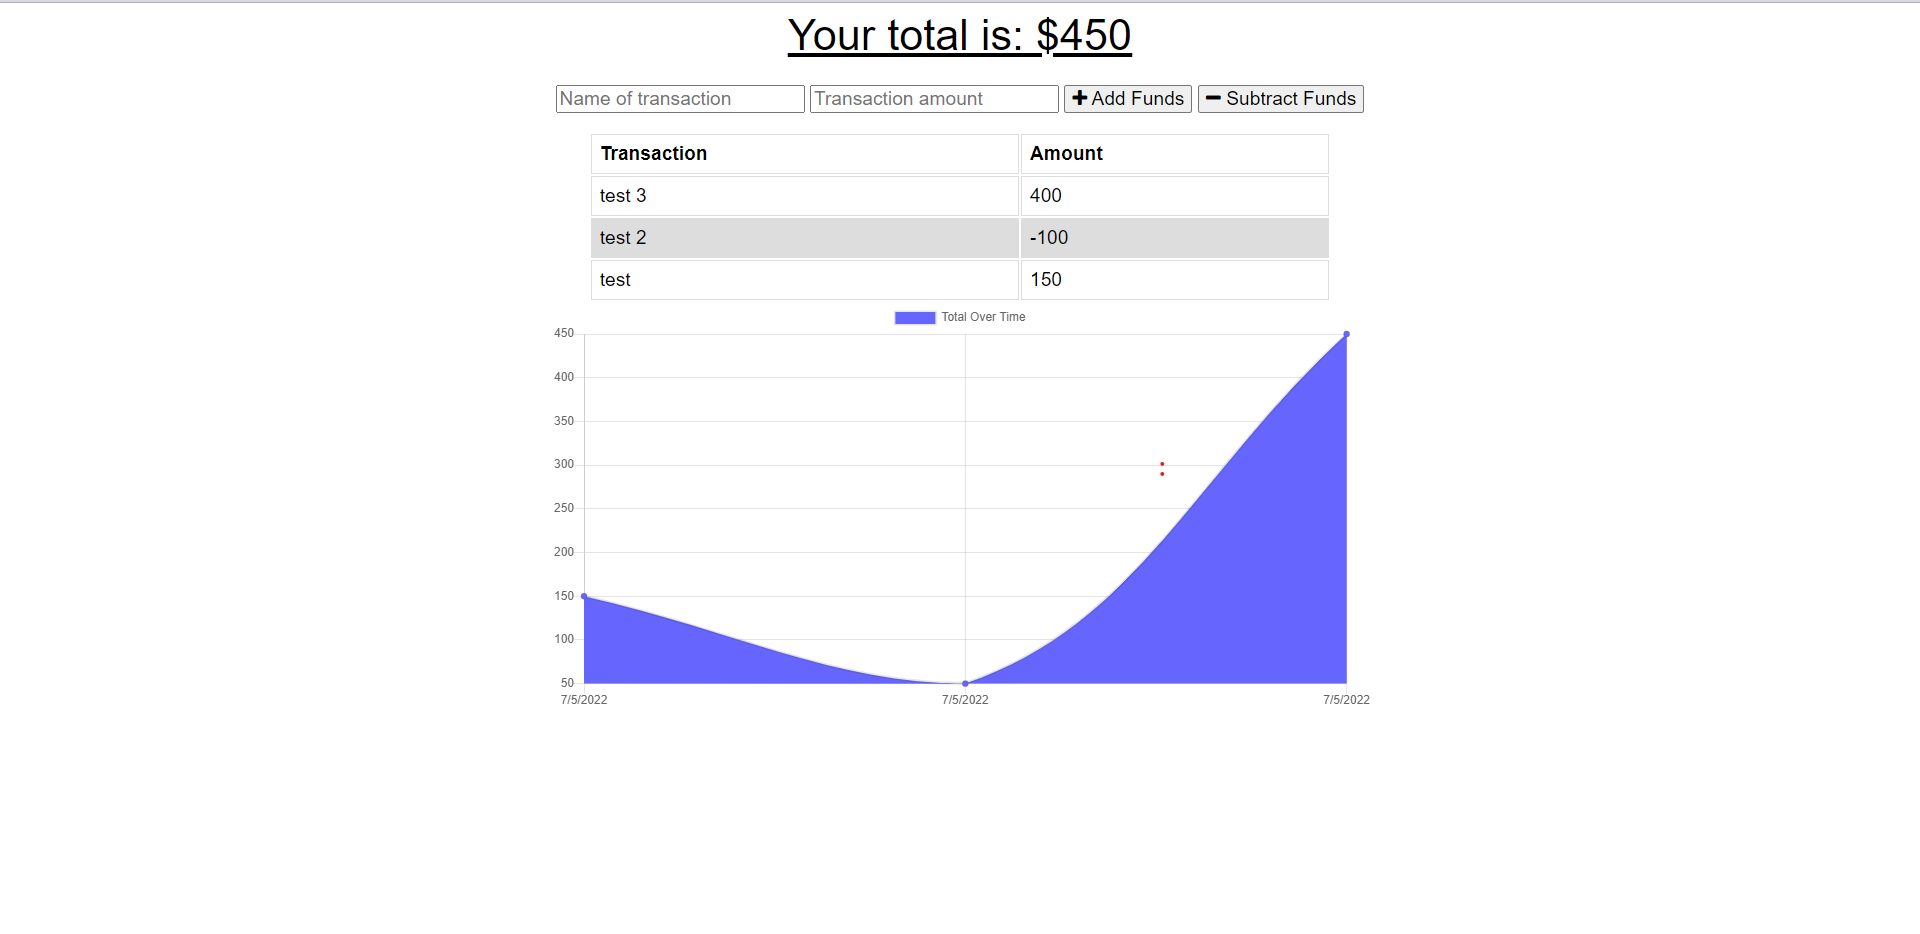 Your total is: $450
Name of transaction Transaction amount Add Funds Subtract Funds
Transaction Amount
test 3 400
test 2 -100
test 150
Total Over Time
450
400
350
300
250
200
150
100
50
7/5/2022 7/5/2022 7/5/2022